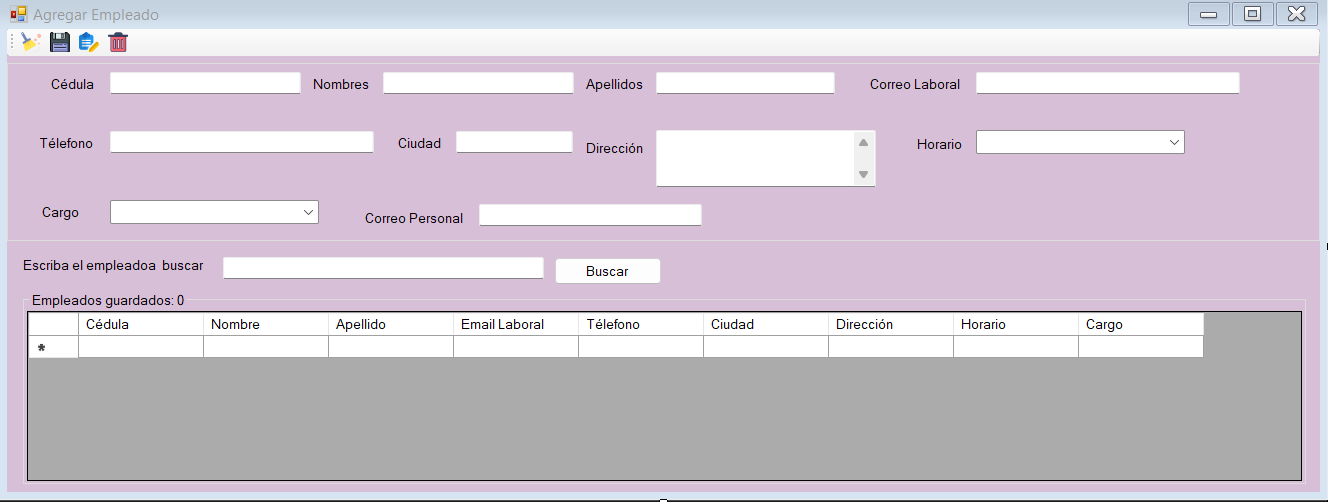 Agregar Empleado
Cédula Nombres Apellidos Correo Laboral
Télefono Ciudad Dirección Horario
Cargo Correo Personal
Escriba el empleadoa buscar Buscar
Empleados guardados: 0
Cédula Nombre Apellido Email Laboral Télefono Ciudad Dirección Horario Cargo
*